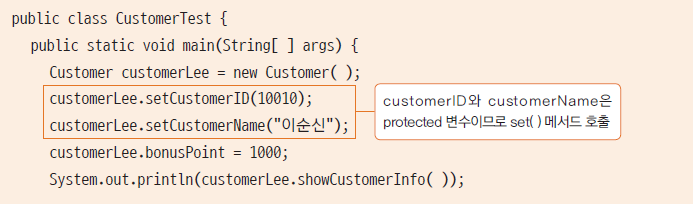 public class CustomerTest {
public static void main(String[ ] args) {
Customer customerLee = new Customer( );
customerLee.setCustomerID(10010);
customerLee.setCustomerName("이순신");
customerID와 customerName은
protected 변수이므로 set( ) 메서드 호출
customerLee.bonusPoint = 1000;
System.out.println(customerLee.showCustomerInfo( ));